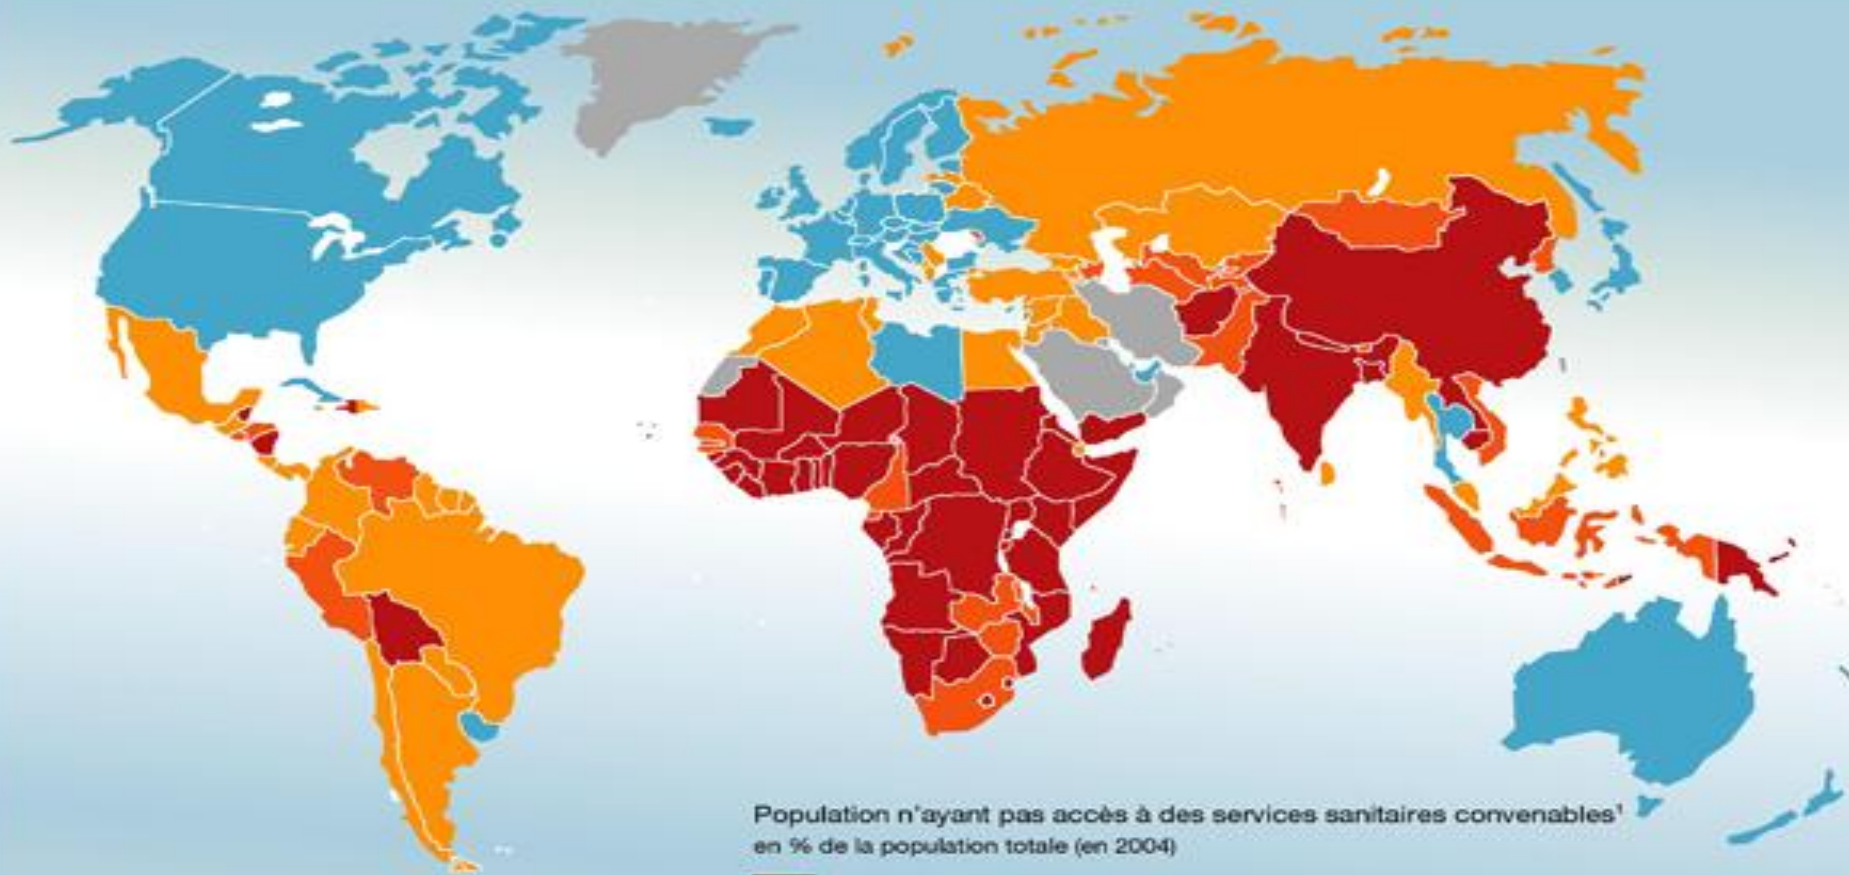 Population n'ayant pas accès à des services sanitaires convenables¹
en % de la population totale (en 2004)